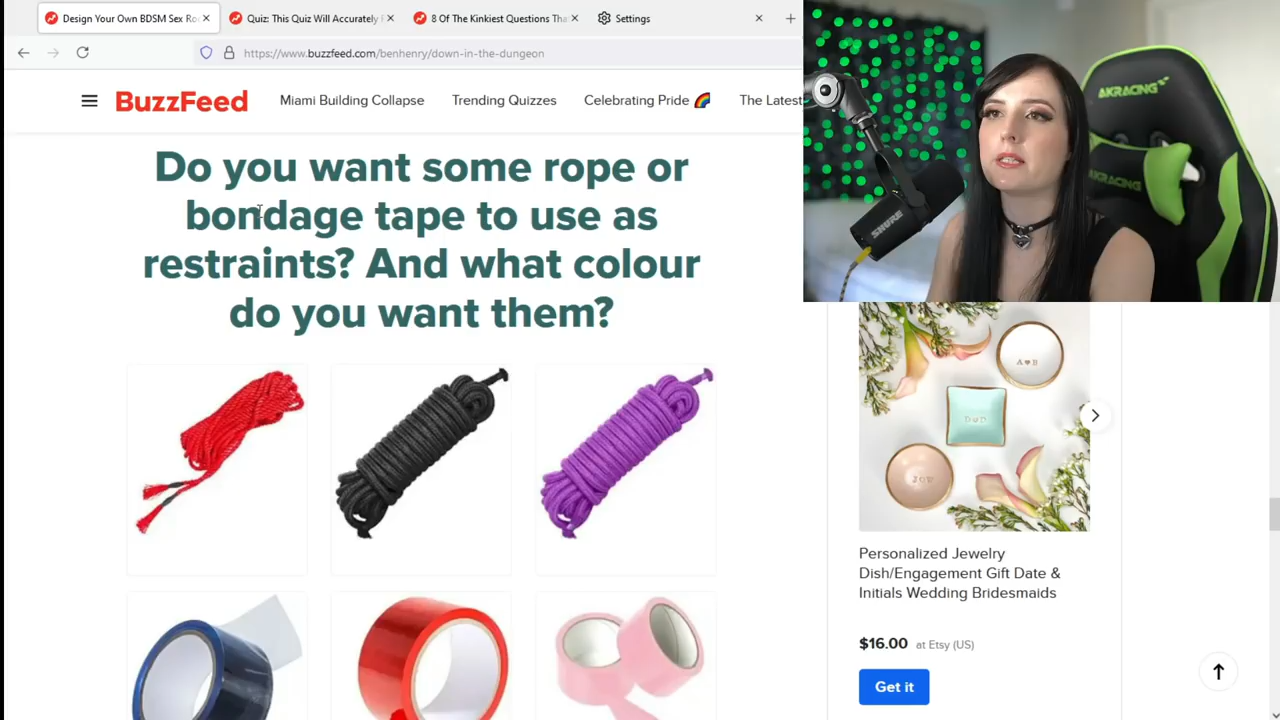 Design Your Own BDSM Sex Ro
Quiz: This Quiz Will Accurately
8 Of The Kinkiest Questions Tha
Settings
https://www.buzzfeed.com/benhenry/down-in-the-dungeon
BuzzFeed
Miami Building Collapse
Trending Quizzes
Celebrating Pride 🌈
The Latest
Do you want some rope or
bondage tape to use as
restraints? And what colour
do you want them?
AKRACING
AKRACING
SHURE
A ♥ B
Personalized Jewelry
Dish/Engagement Gift Date &
Initials Wedding Bridesmaids
$16.00 at Etsy (US)
Get it